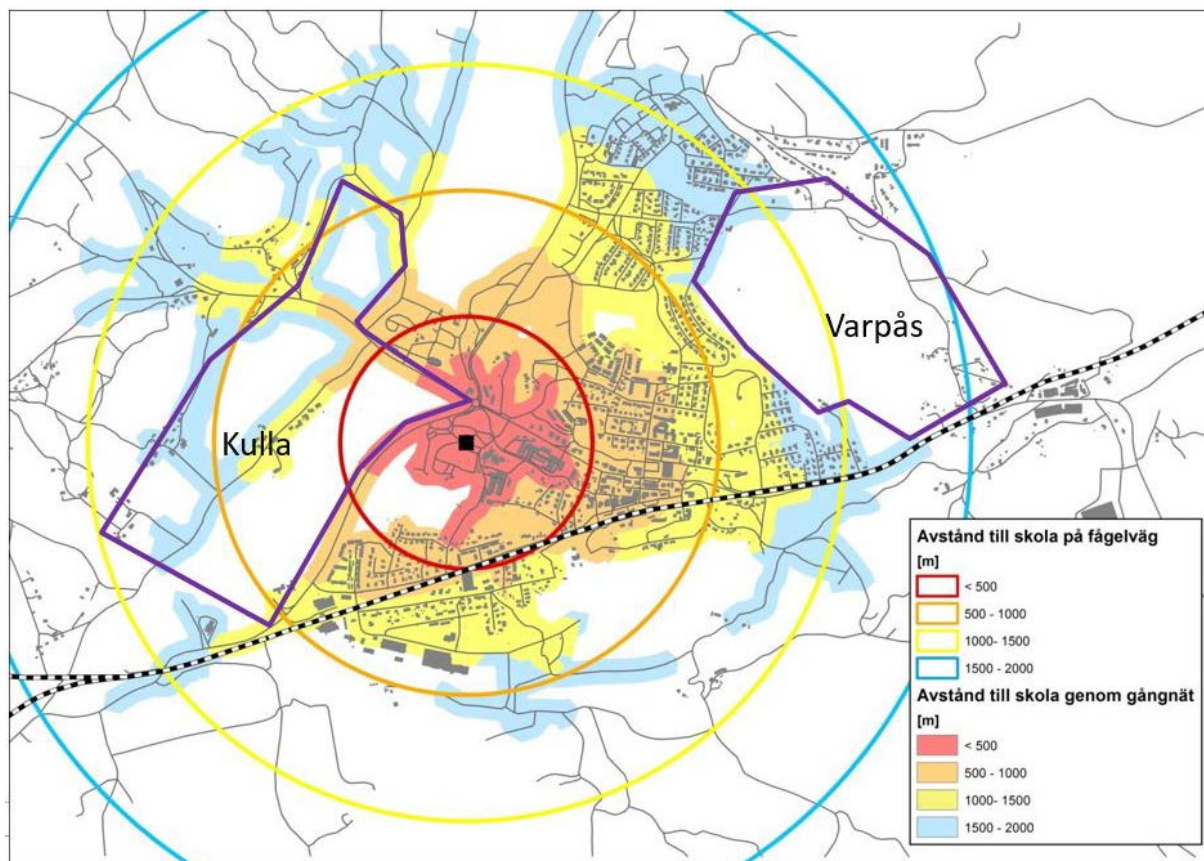 Varpås
Kulla
Avstånd till skola på fågelväg
[m]
< 500
500 - 1000
1000- 1500
1500 - 2000
Avstånd till skola genom gångnät
[m]
< 500
500 - 1000
1000- 1500
1500 - 2000